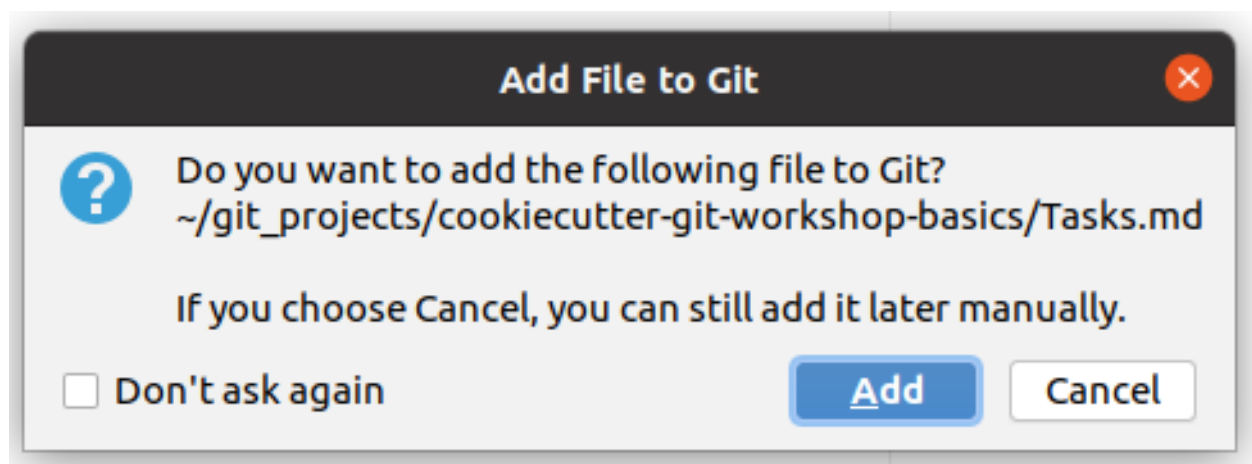 Add File to Git
Do you want to add the following file to Git?
~/git_projects/cookiecutter-git-workshop-basics/Tasks.md
If you choose Cancel, you can still add it later manually.
Don't ask again
Add
Cancel